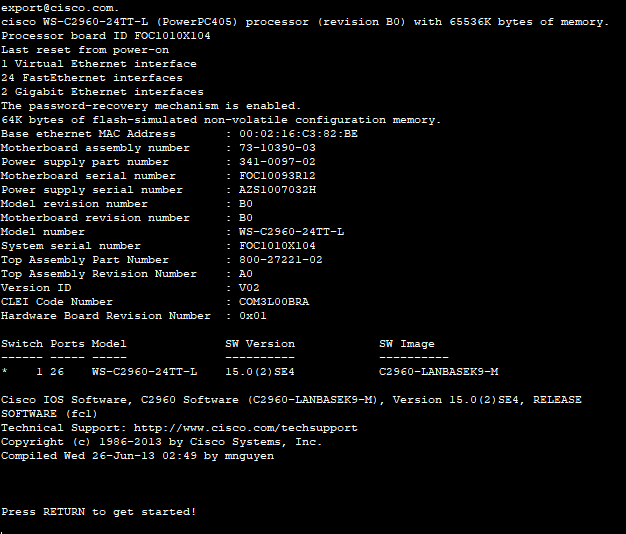 export@cisco.com.
cisco WS-C2960-24TT-L (PowerPC405) processor (revision B0) with 65536K bytes of memory.
Processor board ID FOC1010X104
Last reset from power-on
1 Virtual Ethernet interface
24 FastEthernet interfaces
2 Gigabit Ethernet interfaces
The password-recovery mechanism is enabled.
64K bytes of flash-simulated non-volatile configuration memory.
Base ethernet MAC Address       : 00:02:16:C3:82:BE
Motherboard assembly number     : 73-10390-03
Power supply part number        : 341-0097-02
Motherboard serial number       : FOC10093R12
Power supply serial number      : AZS1007032H
Model revision number           : B0
Motherboard revision number     : B0
Model number                    : WS-C2960-24TT-L
System serial number            : FOC1010X104
Top Assembly Part Number        : 800-27221-02
Top Assembly Revision Number    : A0
Version ID                      : V02
CLEI Code Number                : COM3L00BRA
Hardware Board Revision Number  : 0x01
Switch Ports Model              SW Version            SW Image
------ ----- -----              ----------            ----------
*    1 26    WS-C2960-24TT-L    15.0(2)SE4            C2960-LANBASEK9-M
Cisco IOS Software, C2960 Software (C2960-LANBASEK9-M), Version 15.0(2)SE4, RELEASE
SOFTWARE (fc1)
Technical Support: http://www.cisco.com/techsupport
Copyright (c) 1986-2013 by Cisco Systems, Inc.
Compiled Wed 26-Jun-13 02:49 by mnguyen
Press RETURN to get started!